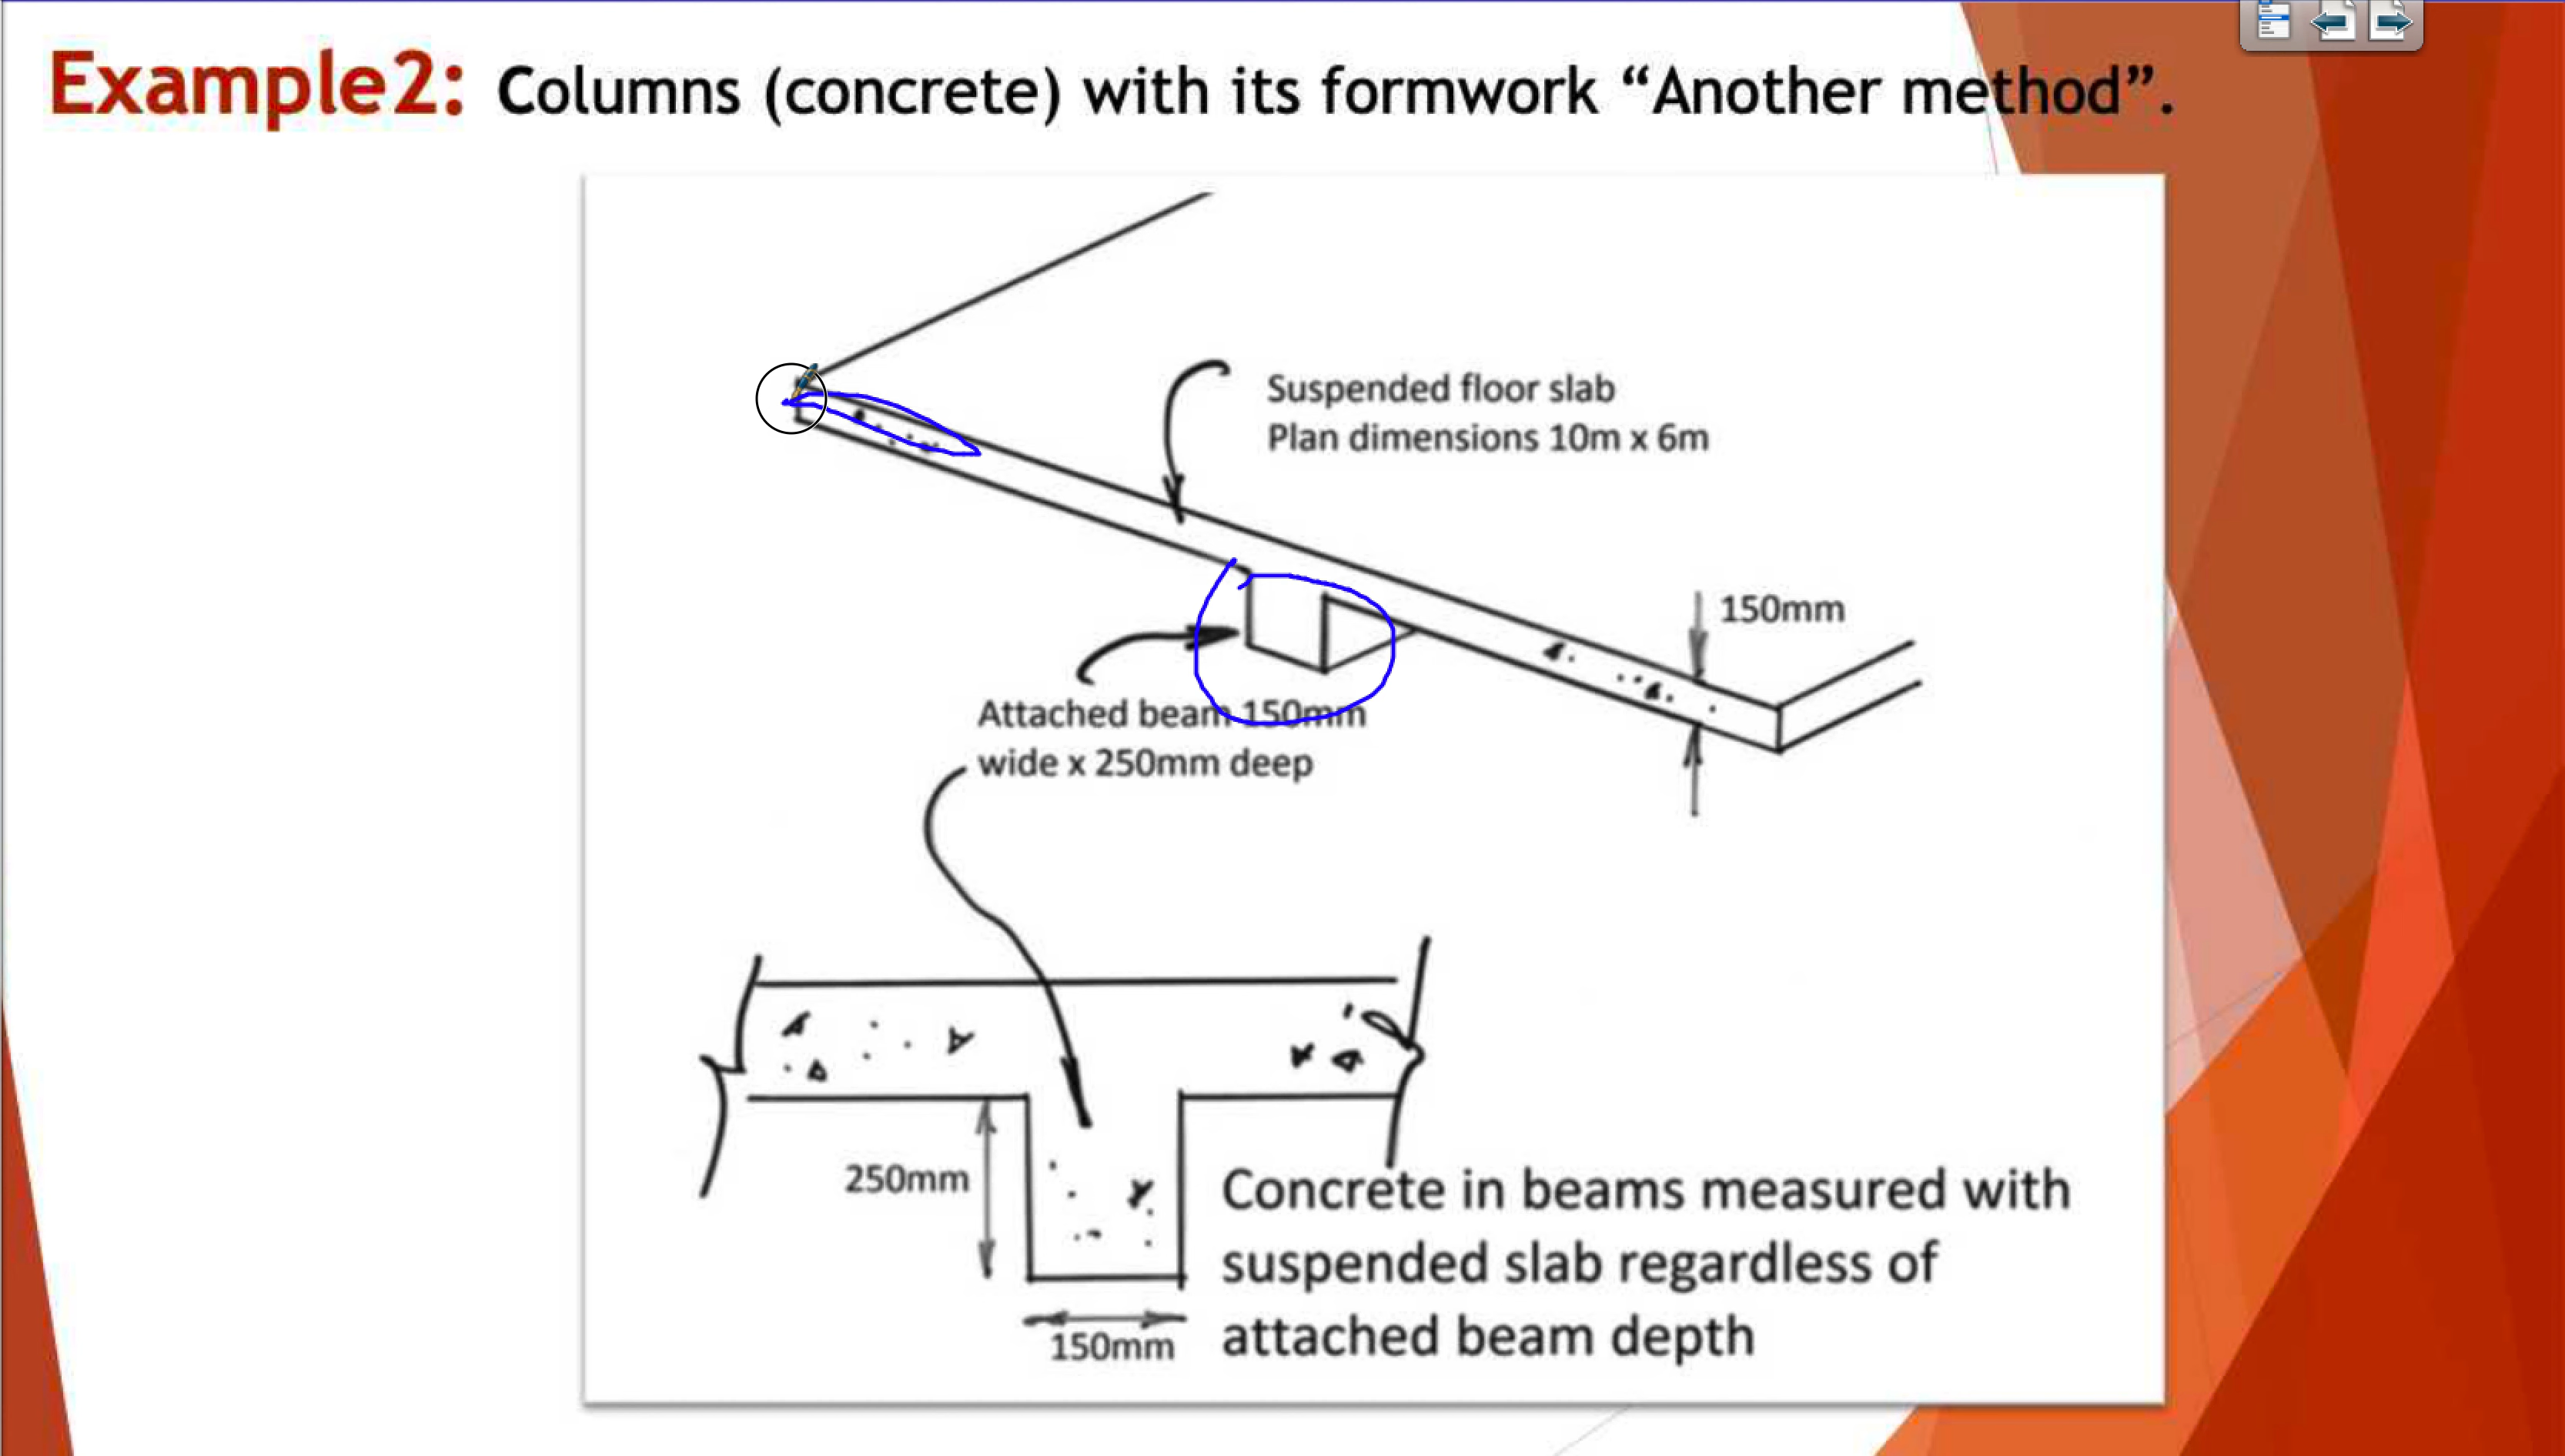 Example2: Columns (concrete) with its formwork “Another method”.
Suspended floor slab
Plan dimensions 10m x 6m
150mm
Attached beam 150mm
wide x 250mm deep
250mm
150mm
Concrete in beams measured with
suspended slab regardless of
attached beam depth